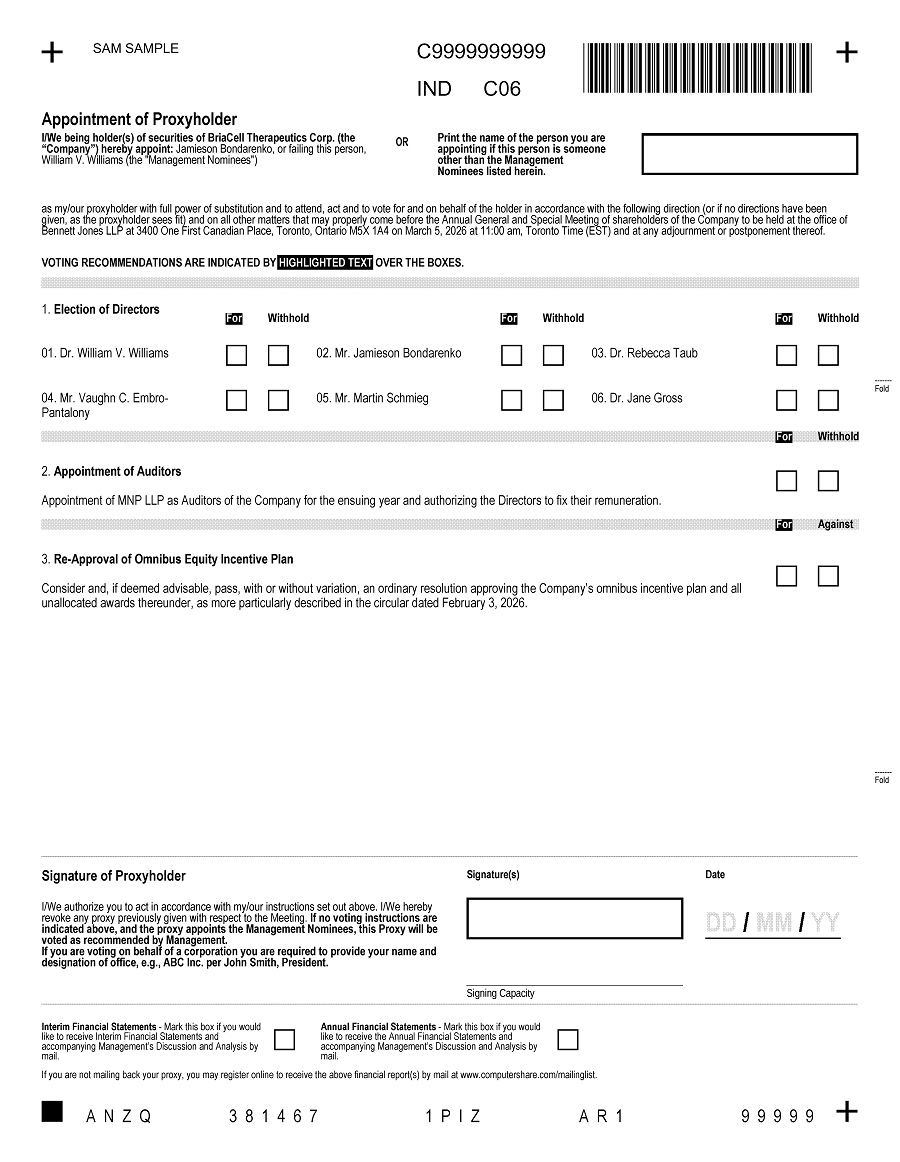 SAM SAMPLE
C9999999999
IND C06
Appointment of Proxyholder
I/We being holder(s) of securities of BriaCell Therapeutics Corp. (the
“Company”) hereby appoint: Jamieson Bondarenko, or failing this person,
William V. Williams (the "Management Nominees")
OR
Print the name of the person you are
appointing if this person is someone
other than the Management
Nominees listed herein.
as my/our proxyholder with full power of substitution and to attend, act and to vote for and on behalf of the holder in accordance with the following direction (or if no directions have been
given, as the proxyholder sees fit) and on all other matters that may properly come before the Annual General and Special Meeting of shareholders of the Company to be held at the office of
Bennett Jones LLP at 3400 One First Canadian Place, Toronto, Ontario M5X 1A4 on March 5, 2026 at 11:00 am, Toronto Time (EST) and at any adjournment or postponement thereof.
VOTING RECOMMENDATIONS ARE INDICATED BY HIGHLIGHTED TEXT OVER THE BOXES.
1. Election of Directors
For Withhold For Withhold For Withhold
01. Dr. William V. Williams 02. Mr. Jamieson Bondarenko 03. Dr. Rebecca Taub
Fold
04. Mr. Vaughn C. Embro- 05. Mr. Martin Schmieg 06. Dr. Jane Gross
Pantalony
For Withhold
2. Appointment of Auditors
Appointment of MNP LLP as Auditors of the Company for the ensuing year and authorizing the Directors to fix their remuneration.
For Against
3. Re-Approval of Omnibus Equity Incentive Plan
Consider and, if deemed advisable, pass, with or without variation, an ordinary resolution approving the Company’s omnibus incentive plan and all
unallocated awards thereunder, as more particularly described in the circular dated February 3, 2026.
Fold
Signature of Proxyholder
Signature(s)
Date
I/We authorize you to act in accordance with my/our instructions set out above. I/We hereby
revoke any proxy previously given with respect to the Meeting. If no voting instructions are
indicated above, and the proxy appoints the Management Nominees, this Proxy will be
voted as recommended by Management.
If you are voting on behalf of a corporation you are required to provide your name and
designation of office, e.g., ABC Inc. per John Smith, President.
DD / MM / YY
Signing Capacity
Interim Financial Statements - Mark this box if you would
like to receive Interim Financial Statements and
accompanying Management’s Discussion and Analysis by
mail.
Annual Financial Statements - Mark this box if you would
like to receive the Annual Financial Statements and
accompanying Management’s Discussion and Analysis by
mail.
If you are not mailing back your proxy, you may register online to receive the above financial report(s) by mail at www.computershare.com/mailinglist.
ANZQ 381467 1PIZ AR1 99999